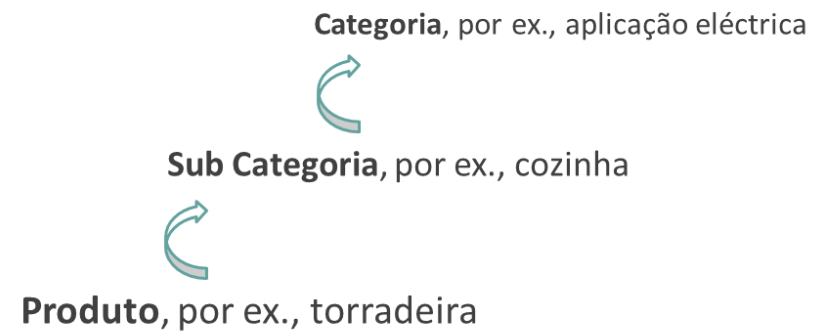 Categoria, por ex., aplicação eléctrica
Sub Categoria, por ex., cozinha
Produto, por ex., torradeira